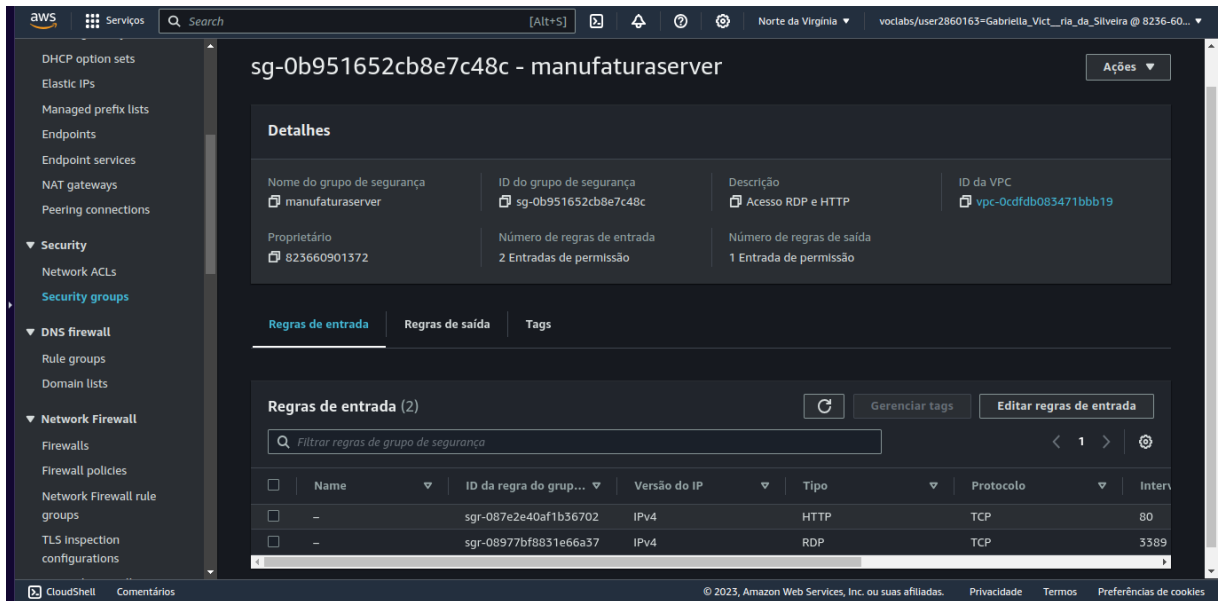 aws Serviços Search [Alt+S] Norte da Virgínia voclabs/user2860163=Gabriella_Vict__ria_da_Silveira @ 8236-60...
DHCP option sets
Elastic IPs
Managed prefix lists
Endpoints
Endpoint services
NAT gateways
Peering connections
Security
Network ACLs
Security groups
DNS firewall
Rule groups
Domain lists
Network Firewall
Firewalls
Firewall policies
Network Firewall rule
groups
TLS inspection
configurations
sg-0b951652cb8e7c48c - manufaturaserver
Ações
Detalhes
Nome do grupo de segurança
manufaturaserver
ID do grupo de segurança
sg-0b951652cb8e7c48c
Descrição
Acesso RDP e HTTP
ID da VPC
vpc-0cdfdb083471bbb19
Proprietário
823660901372
Número de regras de entrada
2 Entradas de permissão
Número de regras de saída
1 Entrada de permissão
Regras de entrada Regras de saída Tags
Regras de entrada (2)
Gerenciar tags
Editar regras de entrada
Filtrar regras de grupo de segurança
1
Name ID da regra do grup... Versão do IP Tipo Protocolo Interv
– sgr-087e2e40af1b36702 IPv4 HTTP TCP 80
– sgr-08977bf8831e66a37 IPv4 RDP TCP 3389
CloudShell Comentários © 2023, Amazon Web Services, Inc. ou suas afiliadas. Privacidade Termos Preferências de cookies